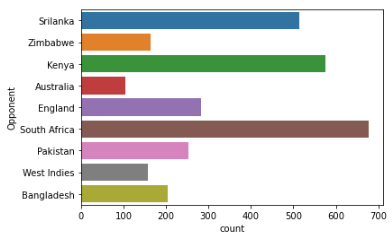 Srilanka
Zimbabwe
Kenya
Australia
England
South Africa
Pakistan
West Indies
Bangladesh
Opponent
0 100 200 300 400 500 600 700
count